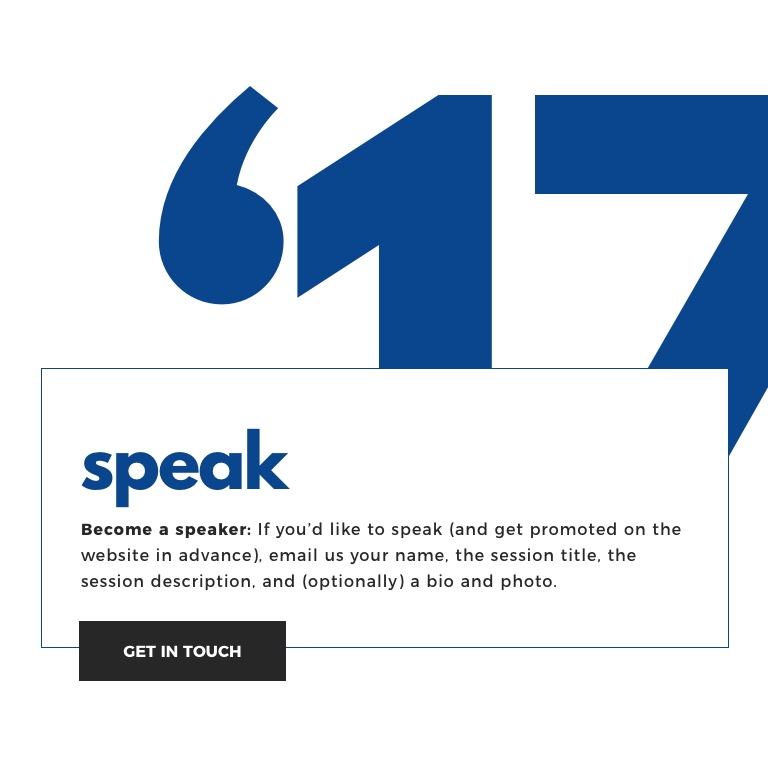 ‘17
speak
Become a speaker: If you’d like to speak (and get promoted on the
website in advance), email us your name, the session title, the
session description, and (optionally) a bio and photo.
GET IN TOUCH